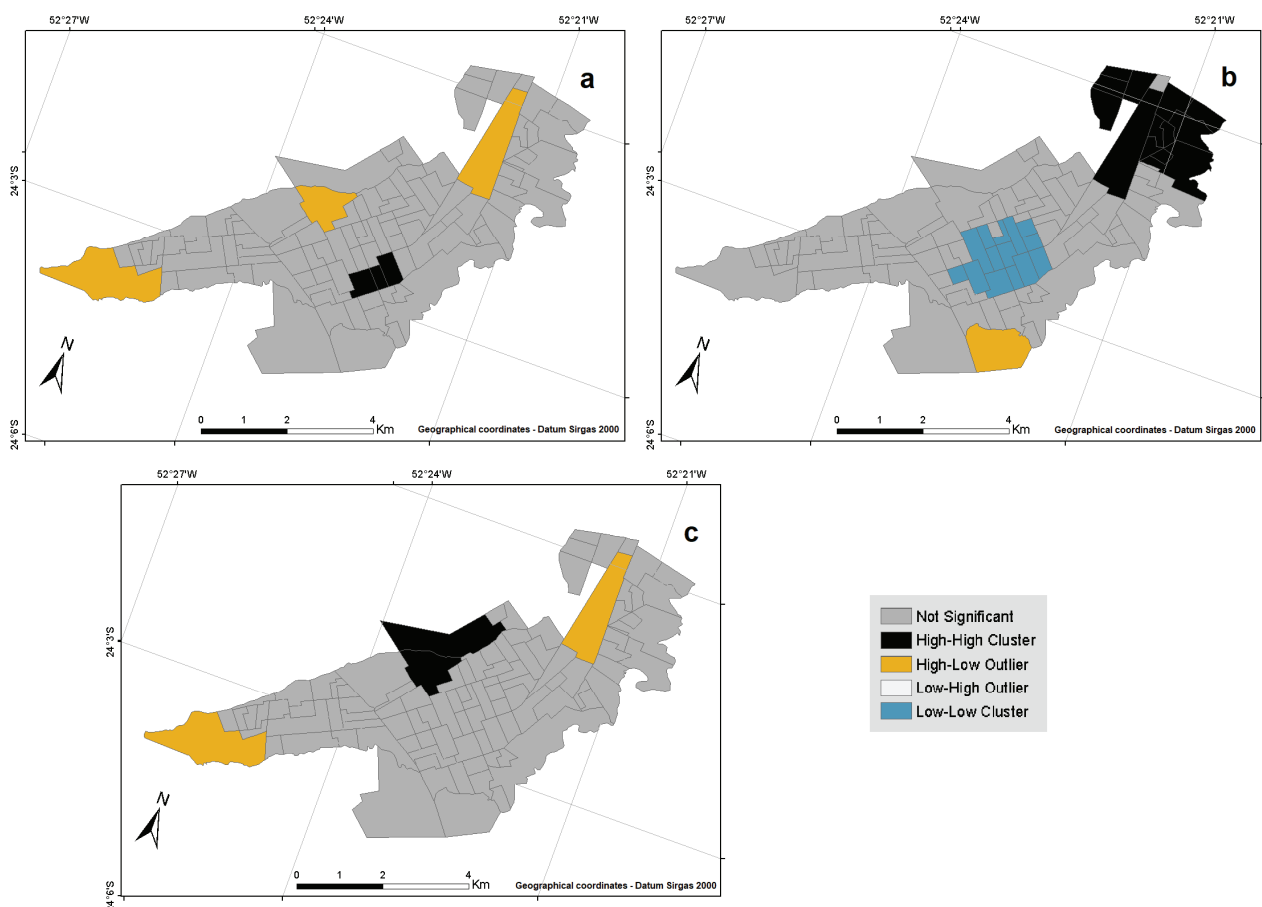 52°27'W 52°24'W 52°21'W
a
24°3'S
N
24°6'S
0 1 2 4
Km
Geographical coordinates - Datum Sirgas 2000
52°27'W 52°24'W 52°21'W
b
24°3'S
N
24°6'S
0 1 2 4
Km
Geographical coordinates - Datum Sirgas 2000
52°27'W 52°24'W 52°21'W
c
24°3'S
N
24°6'S
0 1 2 4
Km
Geographical coordinates - Datum Sirgas 2000
Not Significant
High-High Cluster
High-Low Outlier
Low-High Outlier
Low-Low Cluster